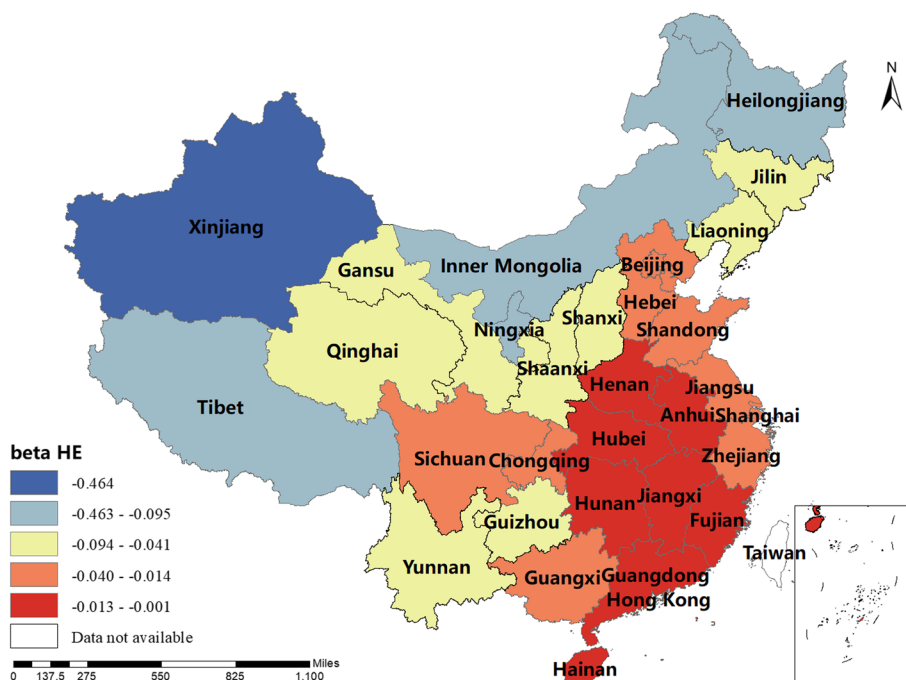 N
Heilongjiang
Jilin
Liaoning
Xinjiang
Inner Mongolia
Beijing
Gansu
Hebei
Shanxi
Ningxia
Shandong
Qinghai
Shaanxi
Henan
Jiangsu
Tibet
Anhui
Shanghai
Hubei
Zhejiang
Sichuan
Chongqing
Hunan
Jiangxi
Guizhou
Fujian
Taiwan
Yunnan
Guangxi
Guangdong
Hong Kong
Hainan
beta HE
-0.464
-0.463 - -0.095
-0.094 - -0.041
-0.040 - -0.014
-0.013 - -0.001
Data not available
Miles
0 137.5 275 550 825 1,100